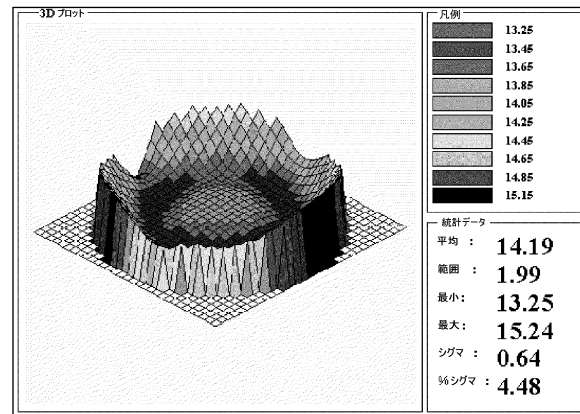 3D プロット
凡例
13.25
13.45
13.65
13.85
14.05
14.25
14.45
14.65
14.85
15.15
統計データ
平均 : 14.19
範囲 : 1.99
最小: 13.25
最大: 15.24
シグマ : 0.64
%シグマ : 4.48